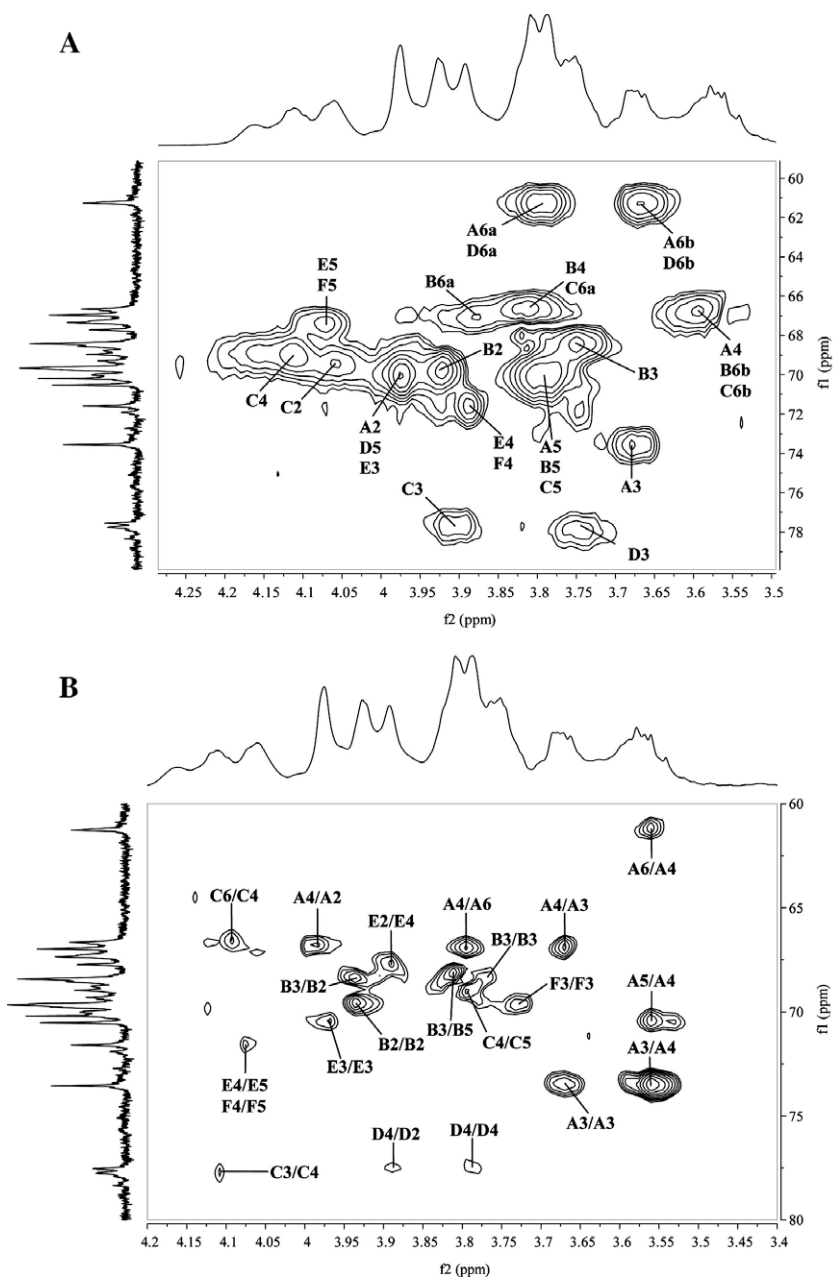 A
60
62
64
66
68
70
72
74
76
78
f1 (ppm)
A6a
D6a
A6b
D6b
E5
F5
B6a
B4
C6a
A4
B6b
C6b
B2
B3
C4
C2
A2
D5
E3
E4
F4
A5
B5
C5
A3
C3
D3
4.25 4.2 4.15 4.1 4.05 4 3.95 3.9 3.85 3.8 3.75 3.7 3.65 3.6 3.55 3.5
f2 (ppm)
B
60
65
70
75
80
f1 (ppm)
A6/A4
C6/C4
A4/A2
E2/E4
A4/A6
A4/A3
B3/B3
B3/B2
F3/F3
A5/A4
B3/B5
C4/C5
B2/B2
E3/E3
A3/A4
E4/E5
F4/F5
A3/A3
D4/D2
D4/D4
C3/C4
4.2 4.15 4.1 4.05 4 3.95 3.9 3.85 3.8 3.75 3.7 3.65 3.6 3.55 3.5 3.45 3.4
f2 (ppm)